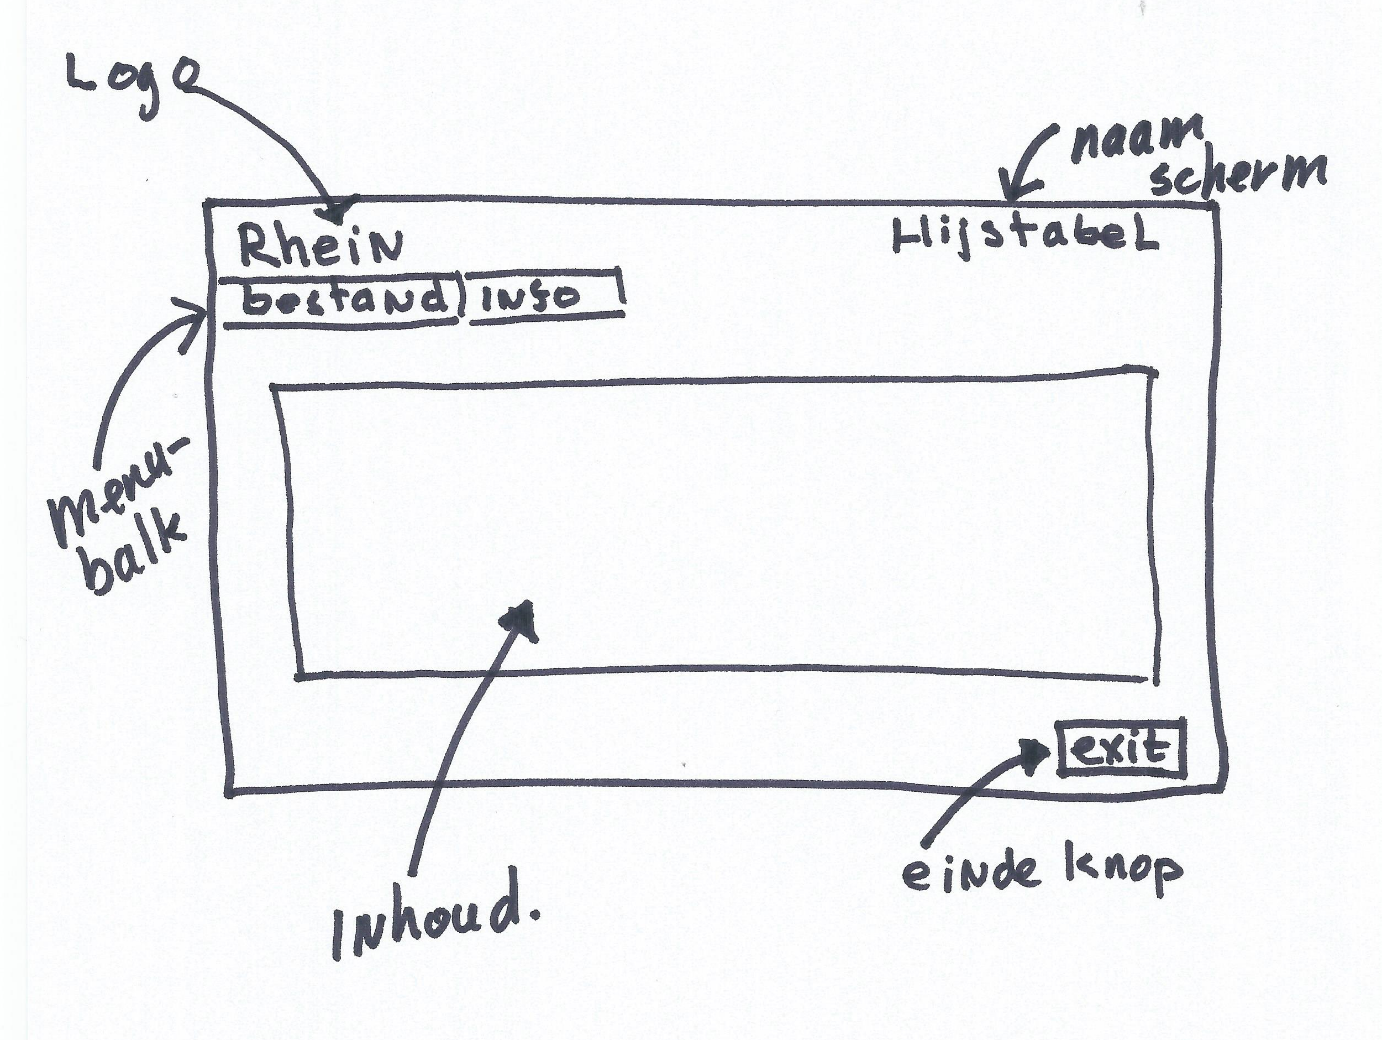 Logo
naam
scherm
Rhein
Hijstabel
bestand
info
menu-
balk
exit
einde knop
Inhoud.